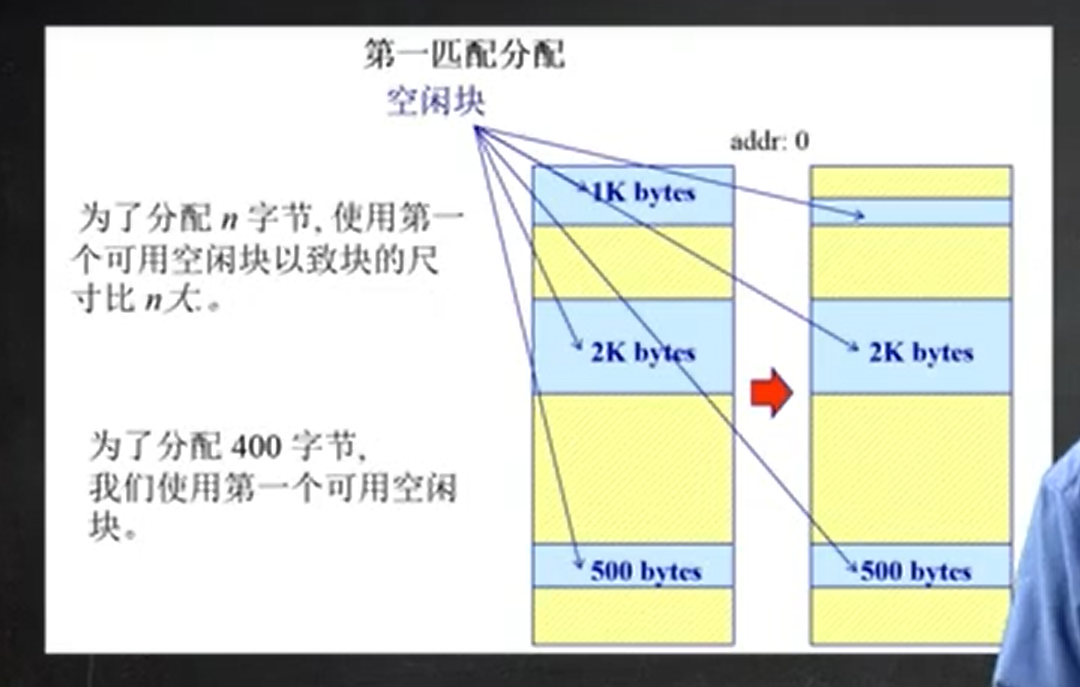 第一匹配分配
空闲块
addr: 0
为了分配 n 字节, 使用第一
个可用空闲块以致块的尺
寸比 n大.。
为了分配 400 字节,
我们使用第一个可用空闲
块。
1K bytes
2K bytes
2K bytes
500 bytes
500 bytes